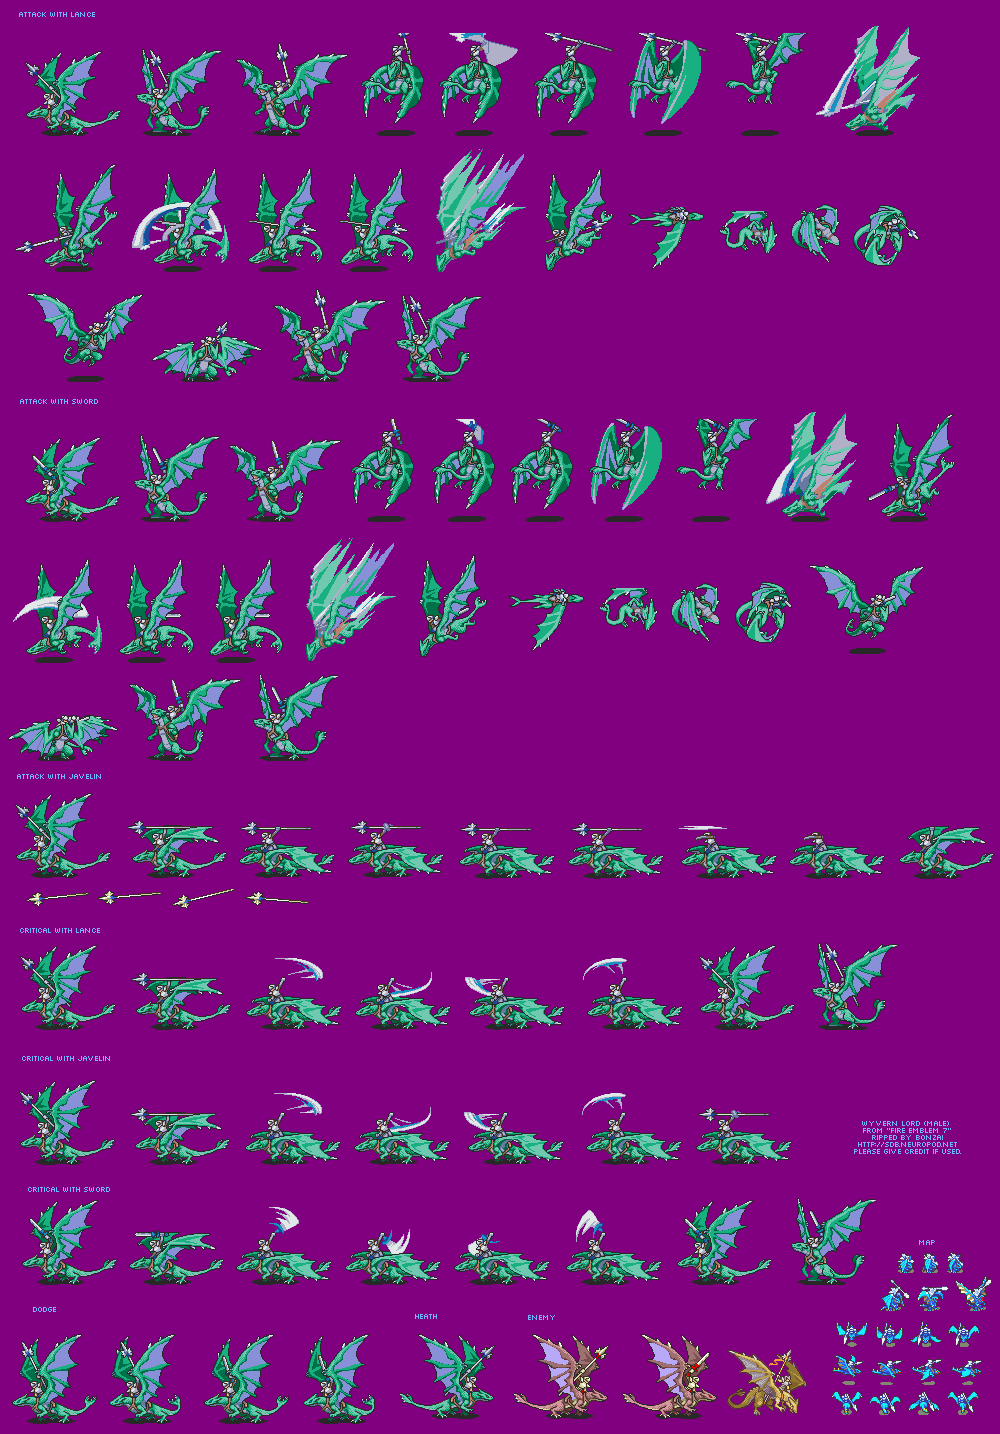 ATTACK WITH LANCE
ATTACK WITH SWORD
ATTACK WITH JAVELIN
CRITICAL WITH LANCE
CRITICAL WITH JAVELIN
WYVERN LORD (MALE)
FROM "FIRE EMBLEM 7"
RIPPED BY BONZAI
HTTP://SDB.NEUROPOD.NET
PLEASE GIVE CREDIT IF USED.
CRITICAL WITH SWORD
MAP
DODGE
HEATH
ENEMY